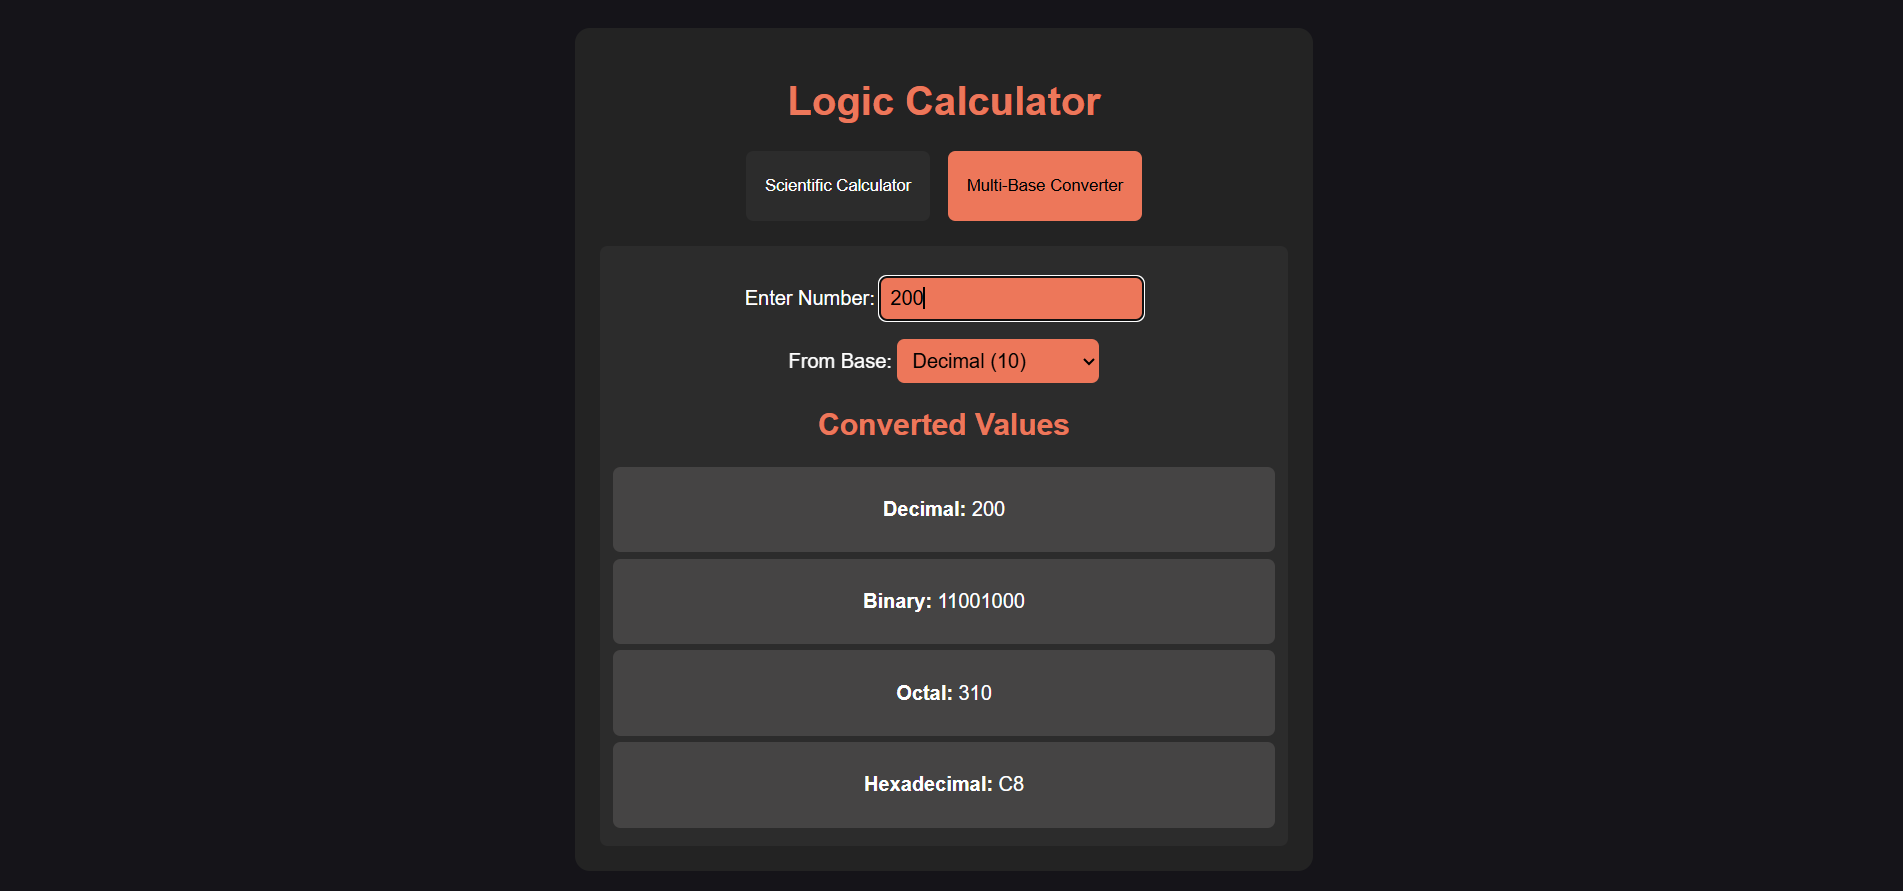 Logic Calculator
Scientific Calculator Multi-Base Converter
Enter Number: 200
From Base: Decimal (10)
Converted Values
Decimal: 200
Binary: 11001000
Octal: 310
Hexadecimal: C8